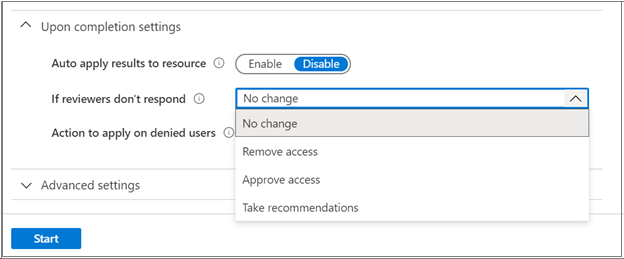 Upon completion settings
Auto apply results to resource Enable Disable
If reviewers don't respond No change
No change
Action to apply on denied users
Remove access
Approve access
Advanced settings
Take recommendations
Start